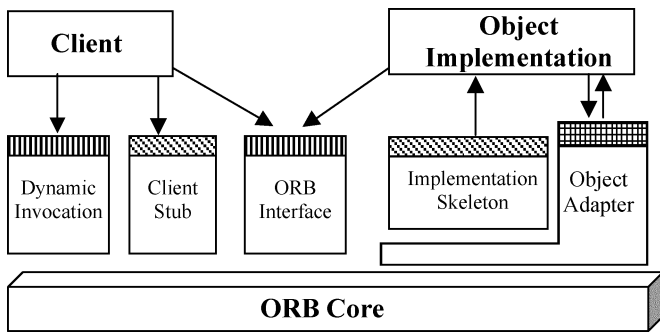 Client
Object
Implementation
Dynamic
Invocation
Client
Stub
ORB
Interface
Implementation
Skeleton
Object
Adapter
ORB Core